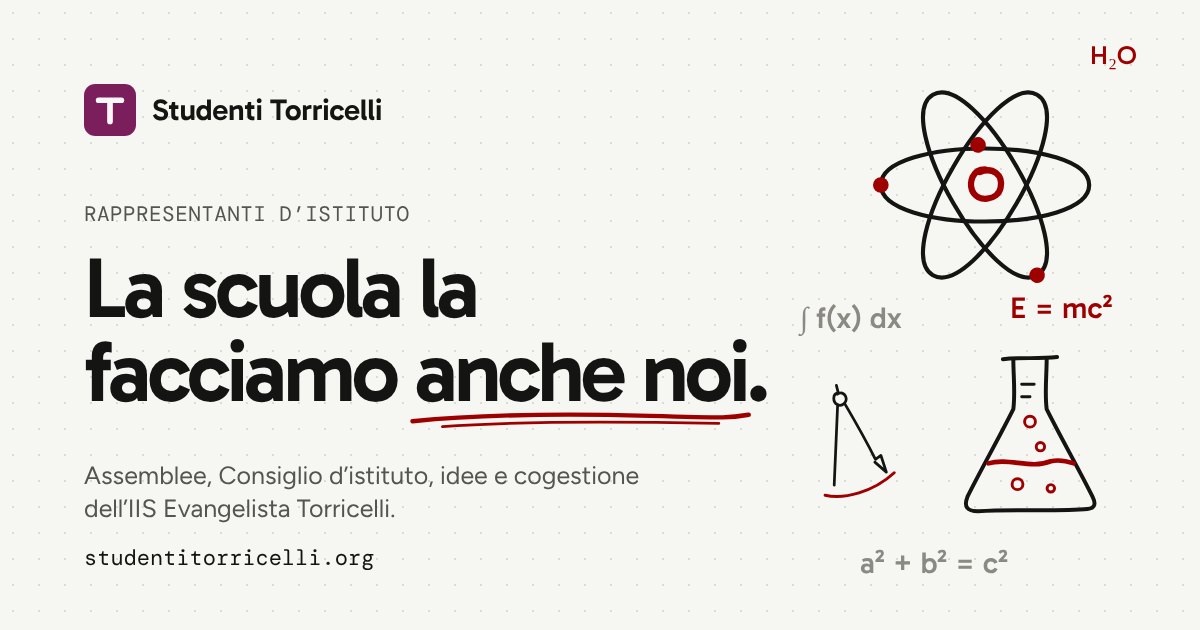 H₂O
T
Studenti Torricelli
RAPPRESENTANTI D’ISTITUTO
La scuola la
facciamo anche noi.
∫ f(x) dx
E = mc²
Assemblee, Consiglio d’istituto, idee e cogestione
dell’IIS Evangelista Torricelli.
studentitorricelli.org
a² + b² = c²